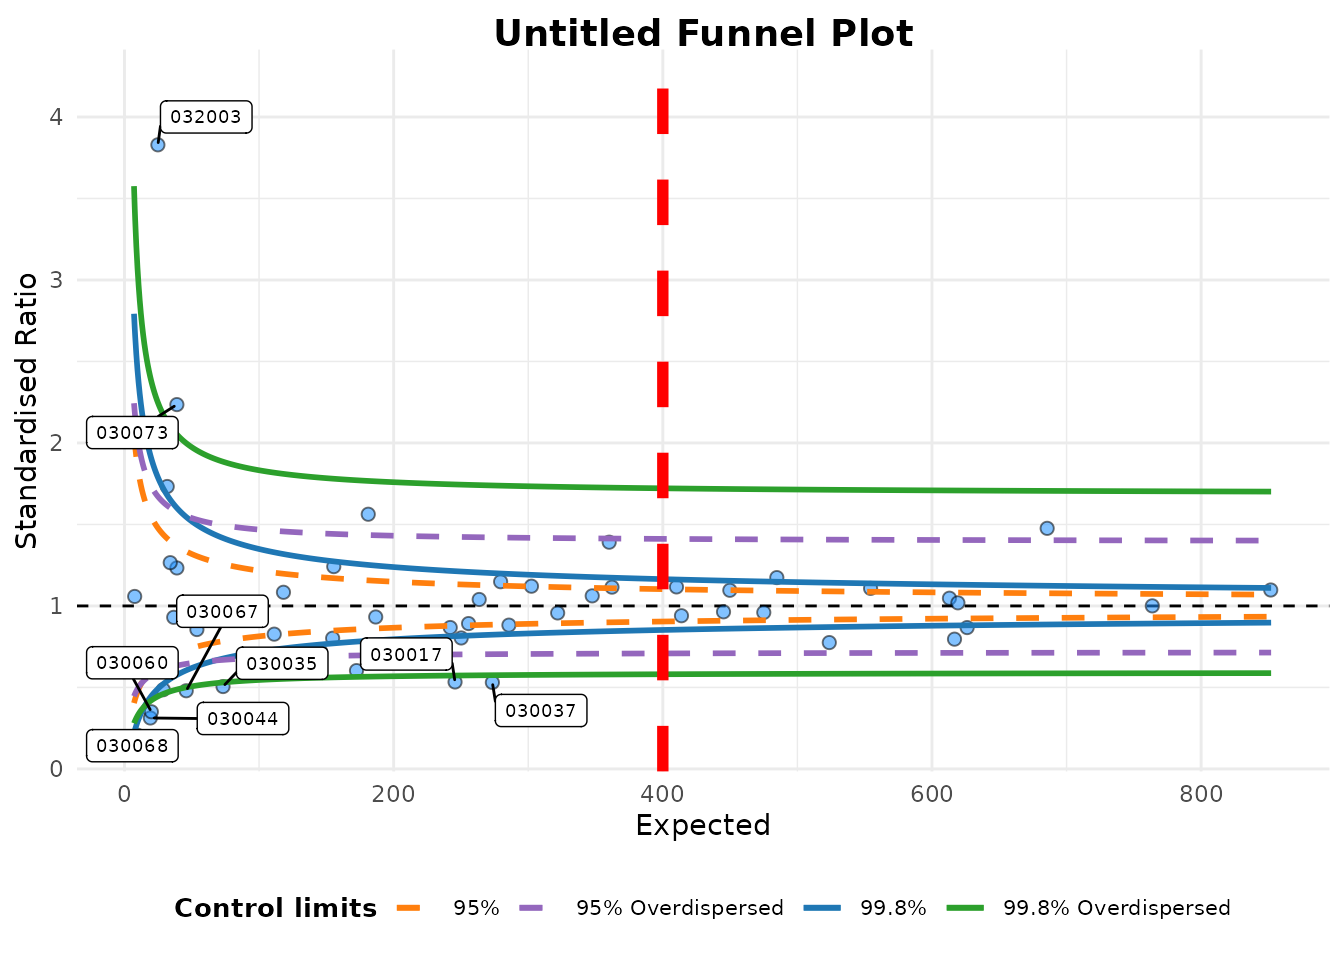 Untitled Funnel Plot
Standardised Ratio
4
3
2
1
0
032003
030073
030067
030060
030035
030017
030044
030037
030068
0 200 400 600 800
Expected
Control limits 95% 95% Overdispersed 99.8% 99.8% Overdispersed